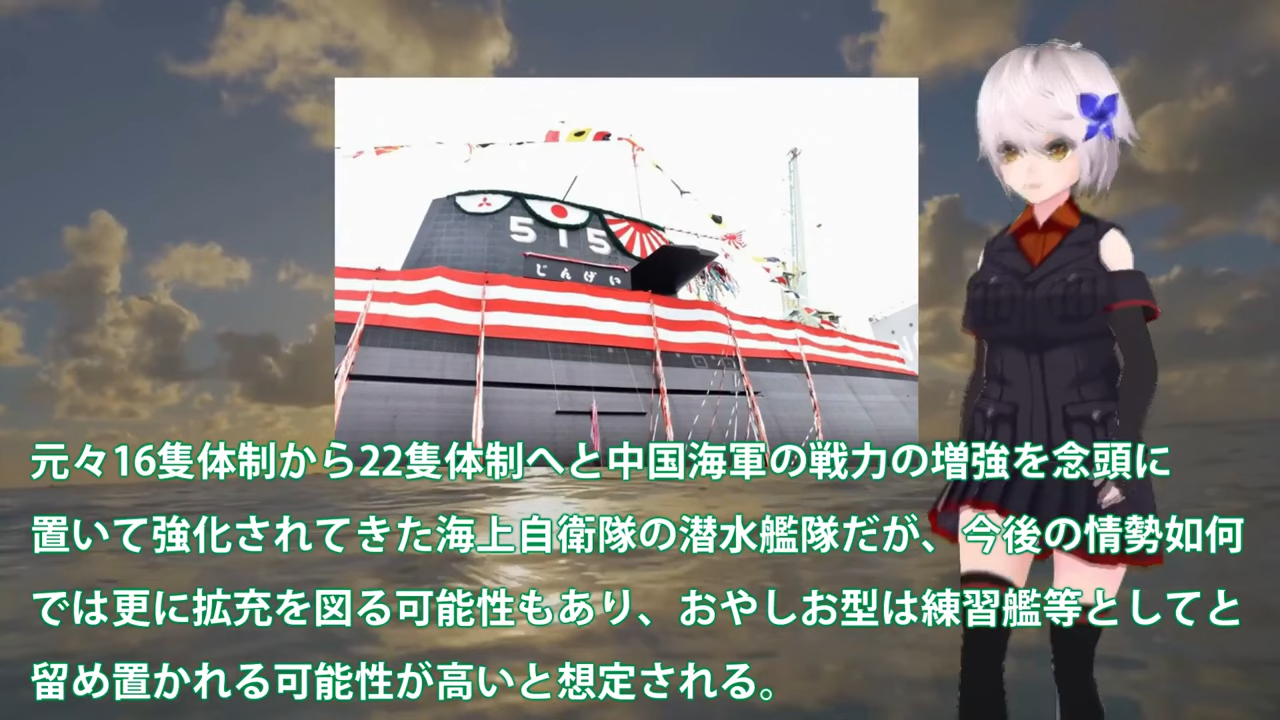 515
じんげい
元々16隻体制から22隻体制へと中国海軍の戦力の増強を念頭に
置いて強化されてきた海上自衛隊の潜水艦隊だが、今後の情勢如何
では更に拡充を図る可能性もあり、おやしお型は練習艦等としてと
留め置かれる可能性が高いと想定される。